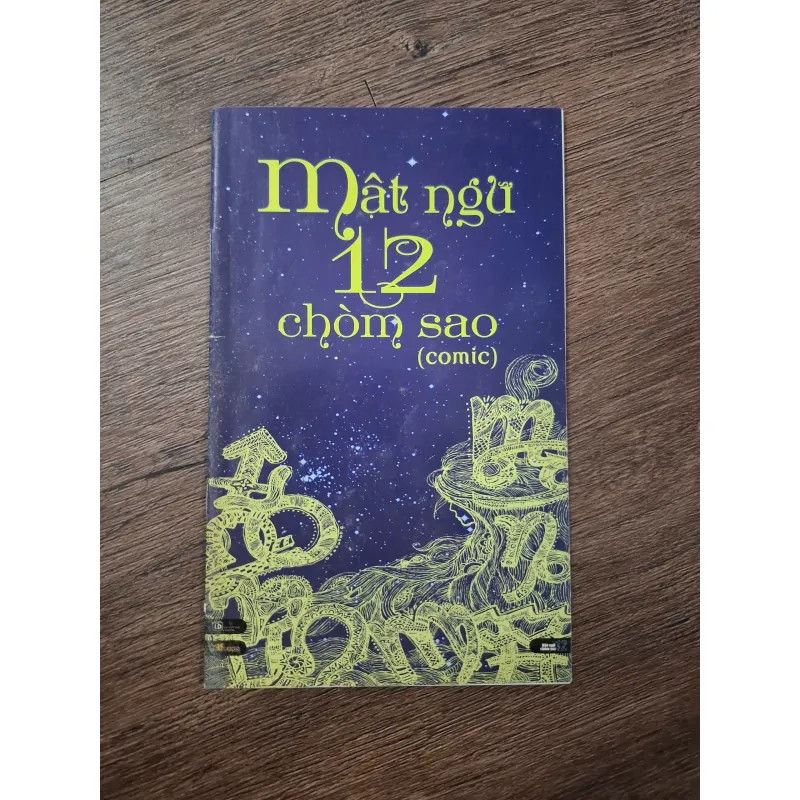 mật ngữ
12
chòm sao
(comic)